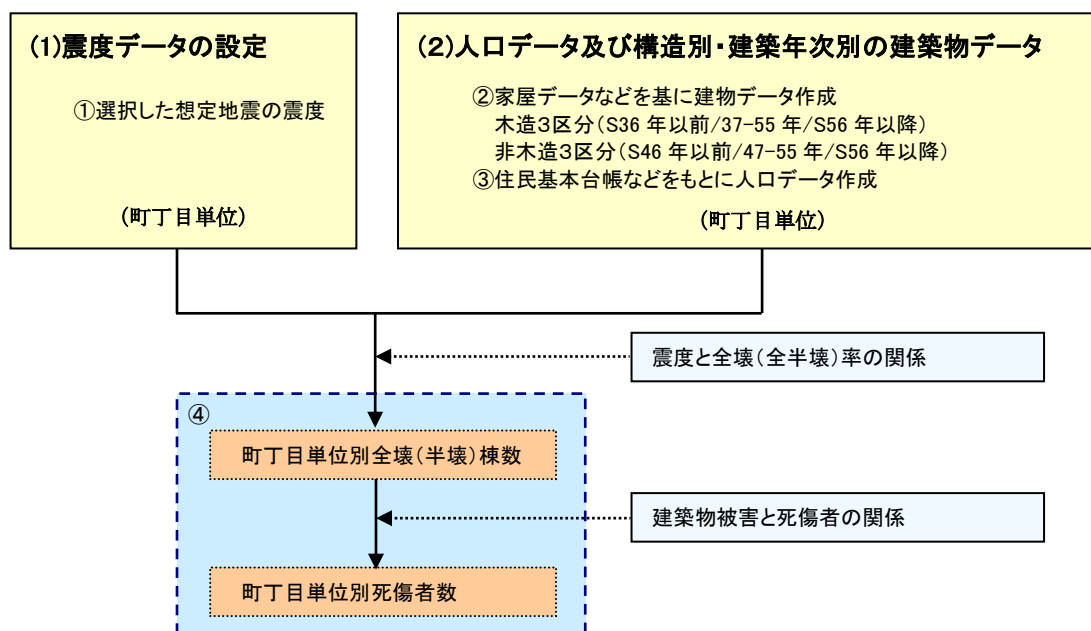 (1)震度データの設定
①選択した想定地震の震度
(町丁目単位)
(2)人口データ及び構造別・建築年次別の建築物データ
②家屋データなどを基に建物データ作成
木造3区分(S36 年以前/37-55 年/S56 年以降)
非木造3区分(S46 年以前/47-55 年/S56 年以降)
③住民基本台帳などをもとに人口データ作成
(町丁目単位)
震度と全壊(全半壊)率の関係
④
町丁目単位別全壊(半壊)棟数
建築物被害と死傷者の関係
町丁目単位別死傷者数